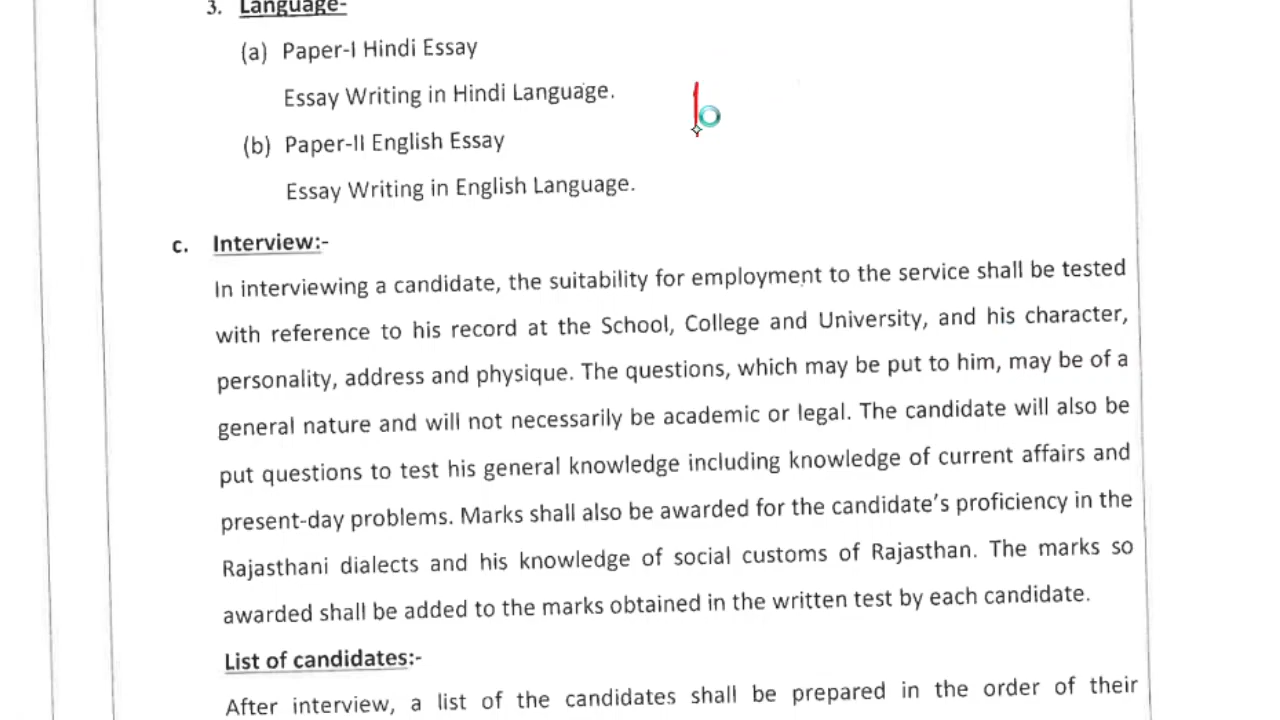 3. Language-
(a) Paper-I Hindi Essay
Essay Writing in Hindi Language.
(b) Paper-II English Essay
Essay Writing in English Language.
c. Interview:-
In interviewing a candidate, the suitability for employment to the service shall be tested
with reference to his record at the School, College and University, and his character,
personality, address and physique. The questions, which may be put to him, may be of a
general nature and will not necessarily be academic or legal. The candidate will also be
put questions to test his general knowledge including knowledge of current affairs and
present-day problems. Marks shall also be awarded for the candidate's proficiency in the
Rajasthani dialects and his knowledge of social customs of Rajasthan. The marks so
awarded shall be added to the marks obtained in the written test by each candidate.
List of candidates:-
After interview, a list of the candidates shall be prepared in the order of their